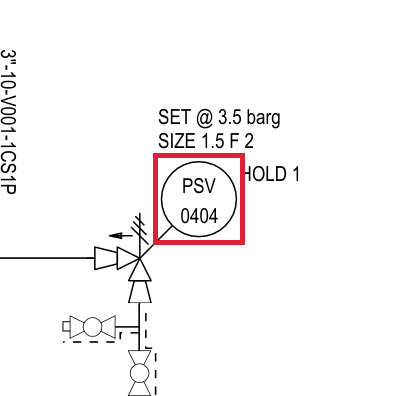 3"-10-V001-1CS1P
SET @ 3.5 barg
SIZE 1.5 F 2
HOLD 1
PSV
0404